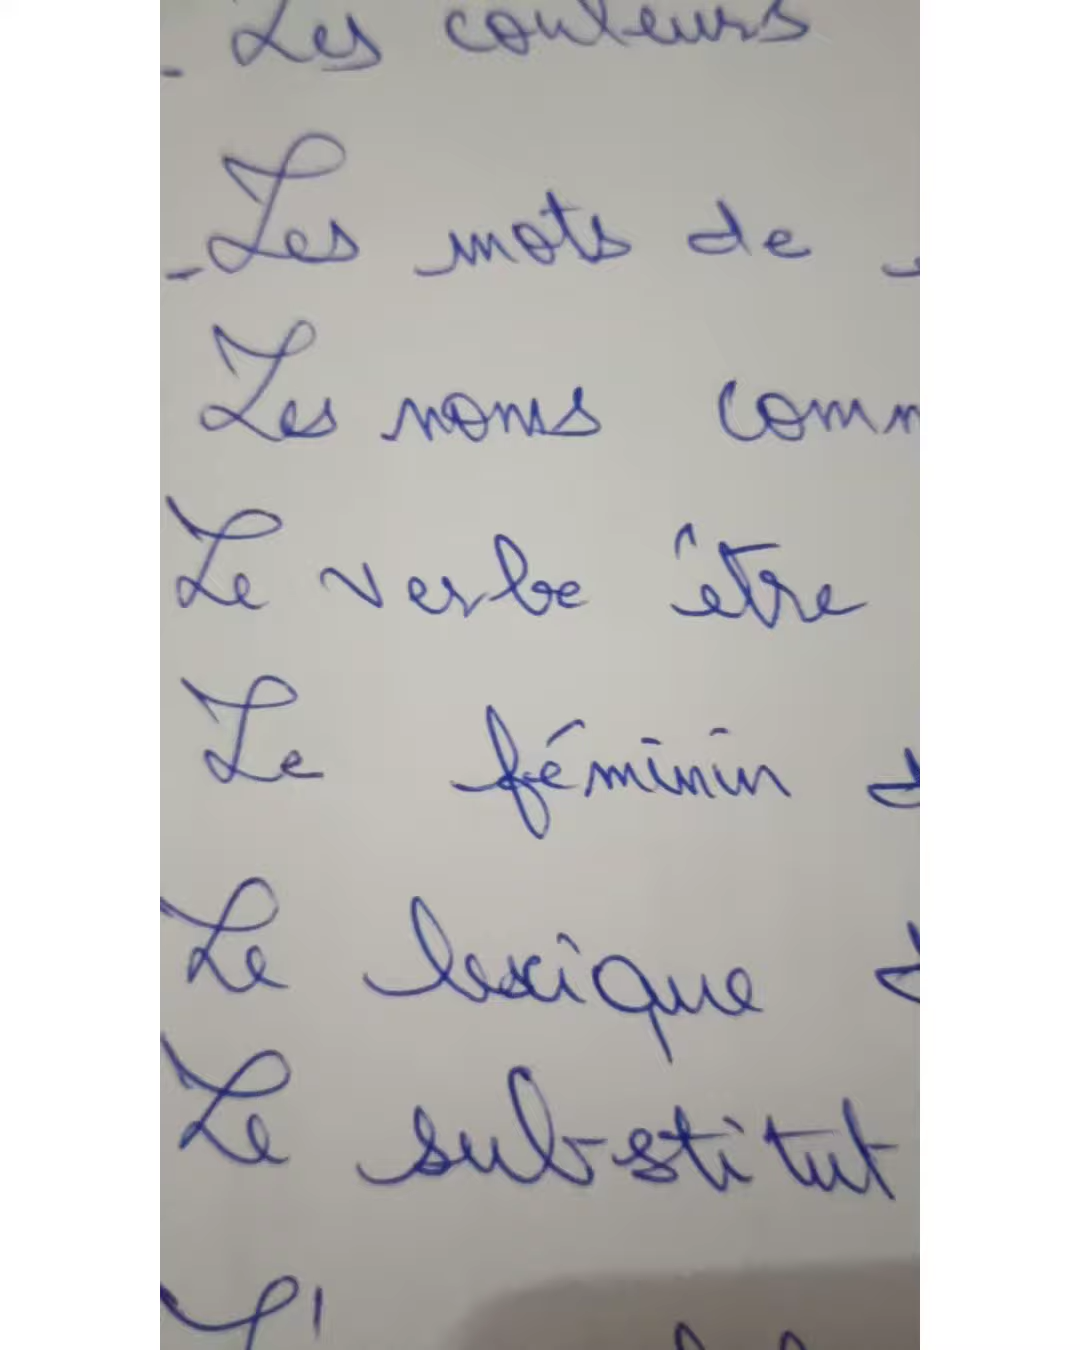 - Les couleurs
- Les mots de
Les noms comm
Le verbe être
Le féminin d
Le lexique d
Le substitut
L'